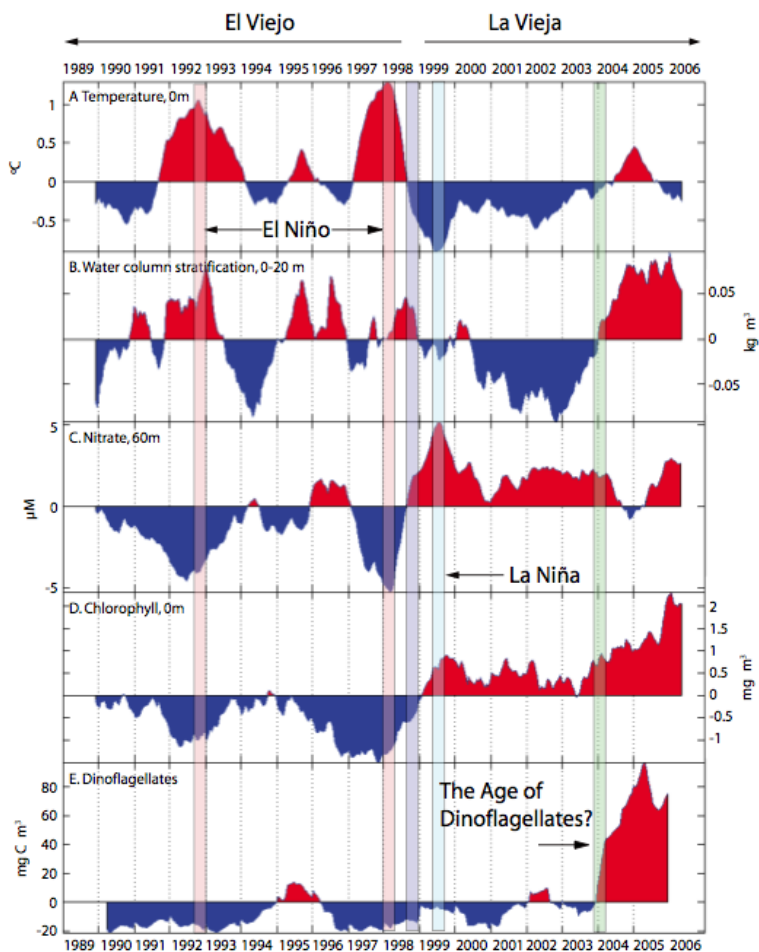 El Viejo La Vieja
1989 1990 1991 1992 1993 1994 1995 1996 1997 1998 1999 2000 2001 2002 2003 2004 2005 2006
A Temperature, 0m
1
0.5
0
-0.5
ºC
El Niño
B. Water column stratification, 0-20 m
0.05
0
-0.05
kg m³
C. Nitrate, 60m
5
0
-5
µM
La Niña
D. Chlorophyll, 0m
2
1.5
1
0.5
0
-0.5
-1
mg m³
E. Dinoflagellates
80
60
40
20
0
-20
mg C m³
The Age of
Dinoflagellates?
1989 1990 1991 1992 1993 1994 1995 1996 1997 1998 1999 2000 2001 2002 2003 2004 2005 2006